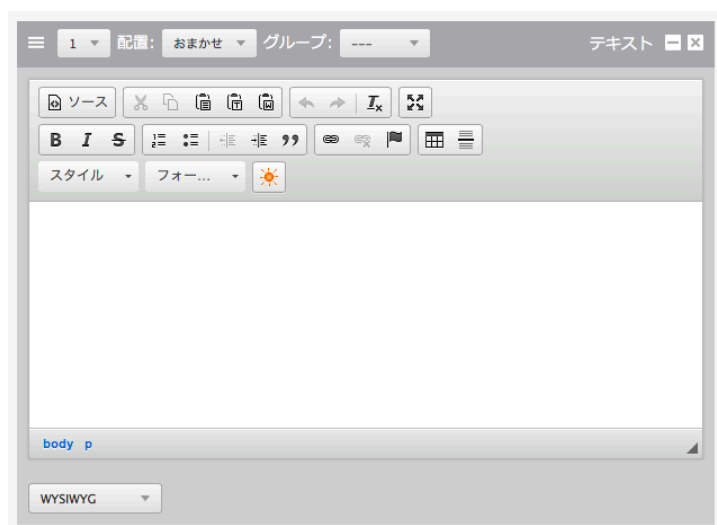 1 配置: おまかせ グループ: --- テキスト
ソース
B I S
スタイル フォー...
body p
WYSIWYG